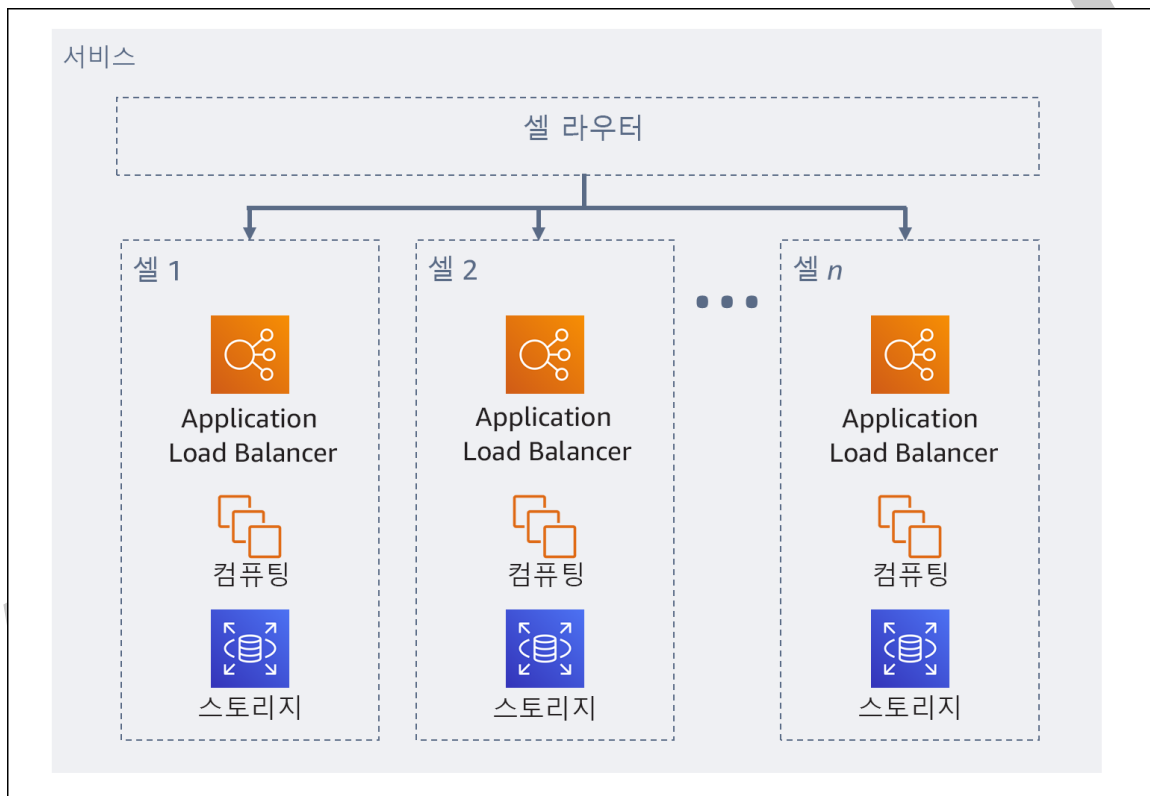 서비스
셀 라우터
셀 1
셀 2
셀 n
Application
Load Balancer
Application
Load Balancer
Application
Load Balancer
컴퓨팅
컴퓨팅
컴퓨팅
스토리지
스토리지
스토리지